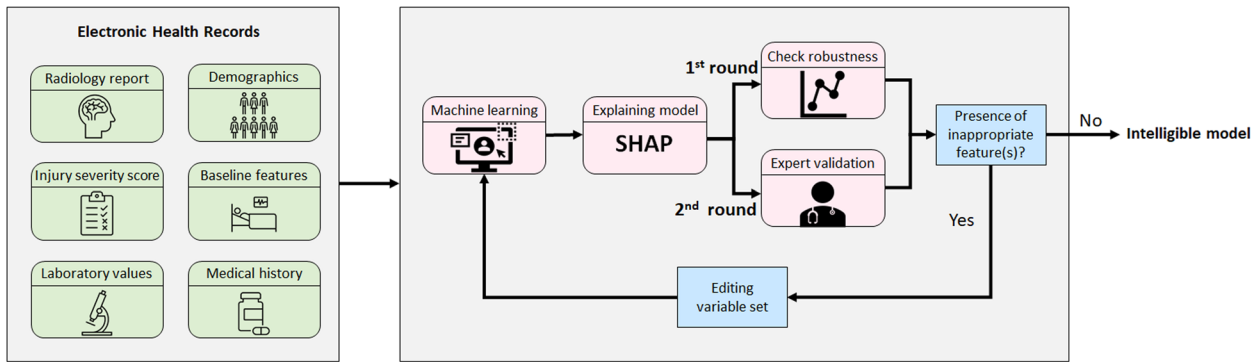 Electronic Health Records
Radiology report
Demographics
Injury severity score
Baseline features
Laboratory values
Medical history
Machine learning
Explaining model
SHAP
1st round
Check robustness
2nd round
Expert validation
Presence of
inappropriate
feature(s)?
No
Intelligible model
Yes
Editing
variable set